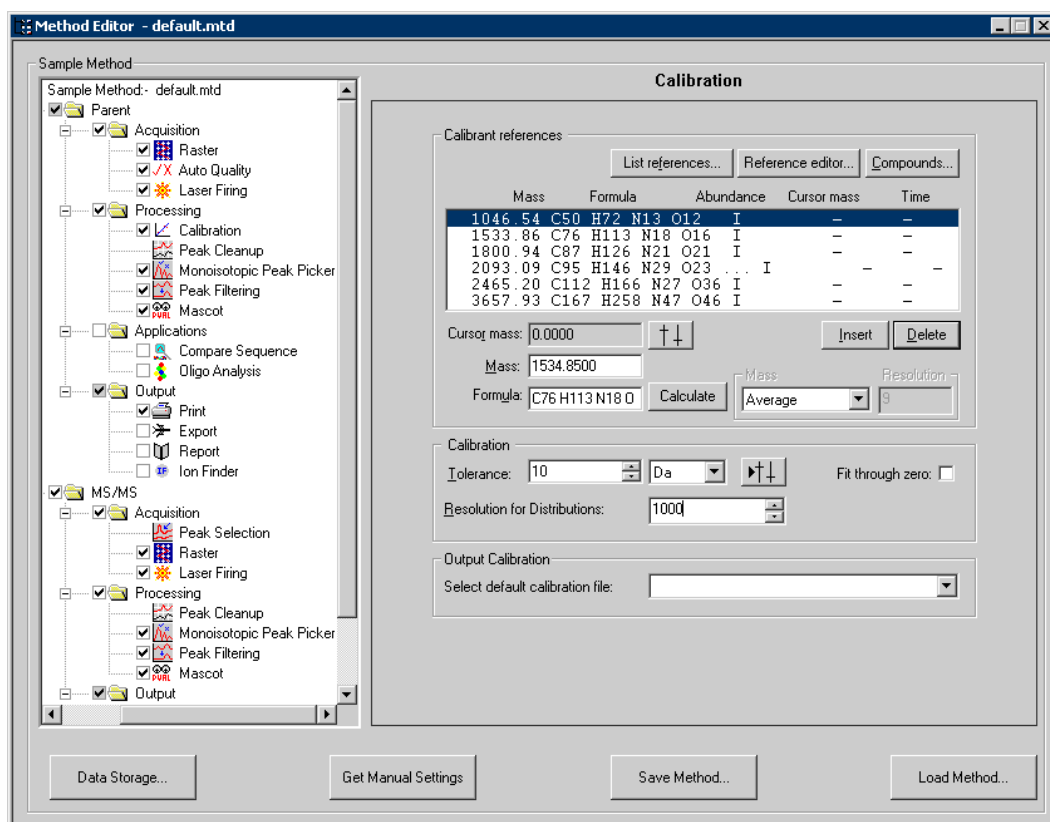 Method Editor - default.mtd
Sample Method
Sample Method:- default.mtd
Parent
Acquisition
Raster
Auto Quality
Laser Firing
Processing
Calibration
Peak Cleanup
Monoisotopic Peak Picker
Peak Filtering
Mascot
Applications
Compare Sequence
Oligo Analysis
Output
Print
Export
Report
Ion Finder
MS/MS
Acquisition
Peak Selection
Raster
Laser Firing
Processing
Peak Cleanup
Monoisotopic Peak Picker
Peak Filtering
Mascot
Output
Calibration
Calibrant references
List references... Reference editor... Compounds...
Mass Formula Abundance Cursor mass Time
1046.54 C50 H72 N13 O12 I – –
1533.86 C76 H113 N18 O16 I – –
1800.94 C87 H126 N21 O21 I – –
2093.09 C95 H146 N29 O23 ... I – –
2465.20 C112 H166 N27 O36 I – –
3657.93 C167 H258 N47 O46 I – –
Cursor mass: 0.0000 Insert Delete
Mass: 1534.8500
Formula: C76 H113 N18 O Calculate
Mass Resolution
Average 9
Calibration
Tolerance: 10 Da Fit through zero:
Resolution for Distributions: 1000
Output Calibration
Select default calibration file:
Data Storage... Get Manual Settings Save Method... Load Method...